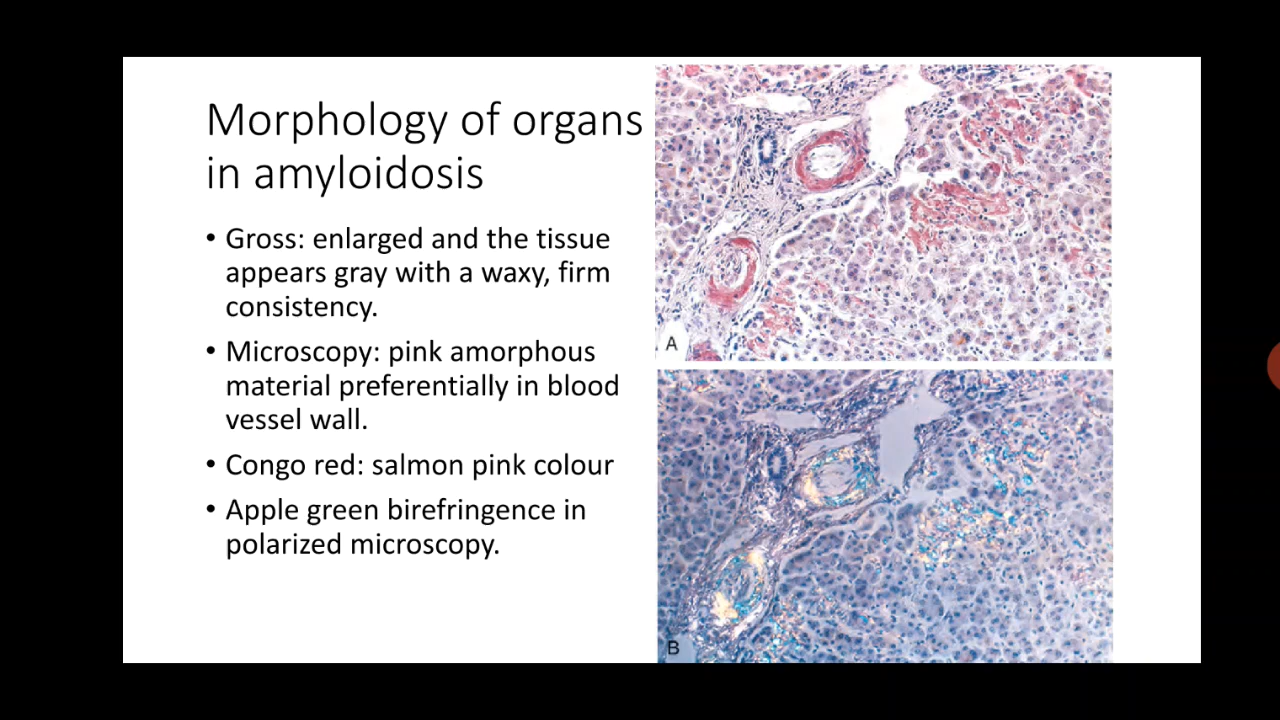 Morphology of organs
in amyloidosis
• Gross: enlarged and the tissue
appears gray with a waxy, firm
consistency.
• Microscopy: pink amorphous
material preferentially in blood
vessel wall.
• Congo red: salmon pink colour
• Apple green birefringence in
polarized microscopy.
A
B